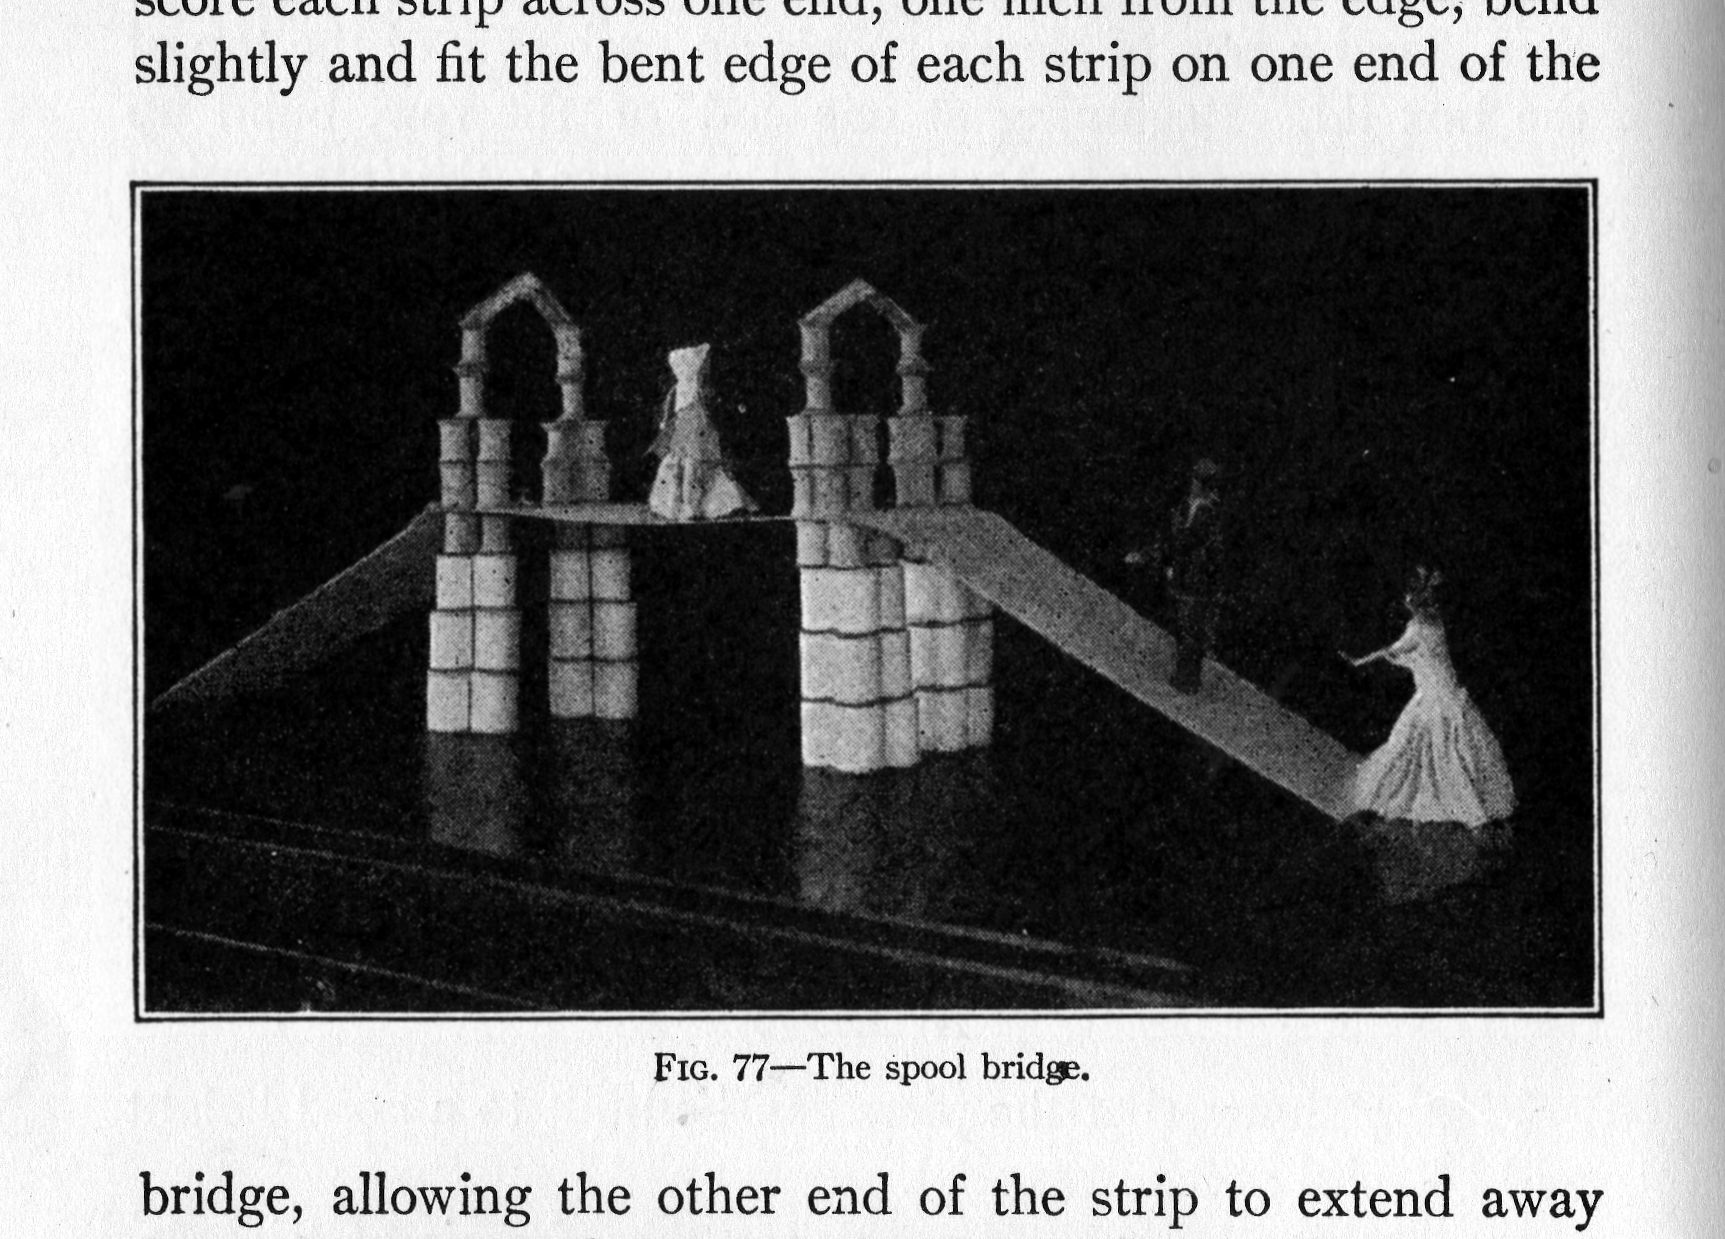 score each strip across one end, one inch from the edge, bend
slightly and fit the bent edge of each strip on one end of the
FIG. 77—The spool bridge.
bridge, allowing the other end of the strip to extend away